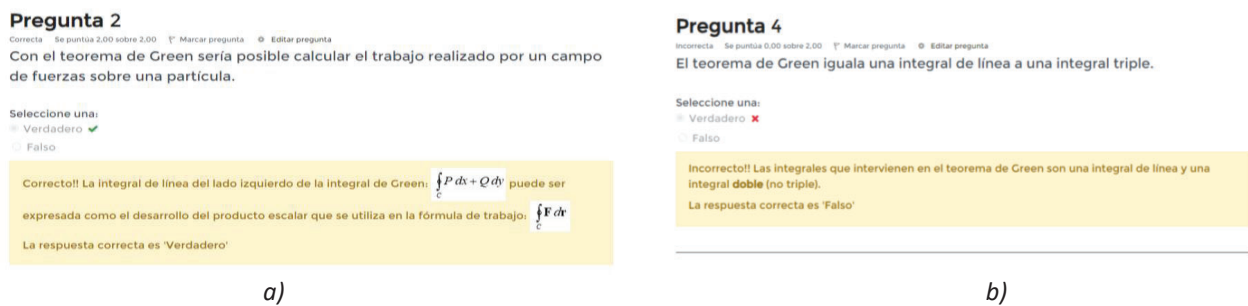 Pregunta 2
Correcta Se puntúa 2,00 sobre 2,00 Marcar pregunta Editar pregunta
Con el teorema de Green sería posible calcular el trabajo realizado por un campo
de fuerzas sobre una partícula.
Seleccione una:
Verdadero ✔
Falso
Correcto!! La integral de línea del lado izquierdo de la integral de Green: ∮C P dx + Q dy puede ser
expresada como el desarrollo del producto escalar que se utiliza en la fórmula de trabajo: ∮C F dr
La respuesta correcta es 'Verdadero'
a)
Pregunta 4
Incorrecta Se puntúa 0,00 sobre 2,00 Marcar pregunta Editar pregunta
El teorema de Green iguala una integral de línea a una integral triple.
Seleccione una:
Verdadero ✖
Falso
Incorrecto!! Las integrales que intervienen en el teorema de Green son una integral de línea y una
integral doble (no triple).
La respuesta correcta es 'Falso'
b)